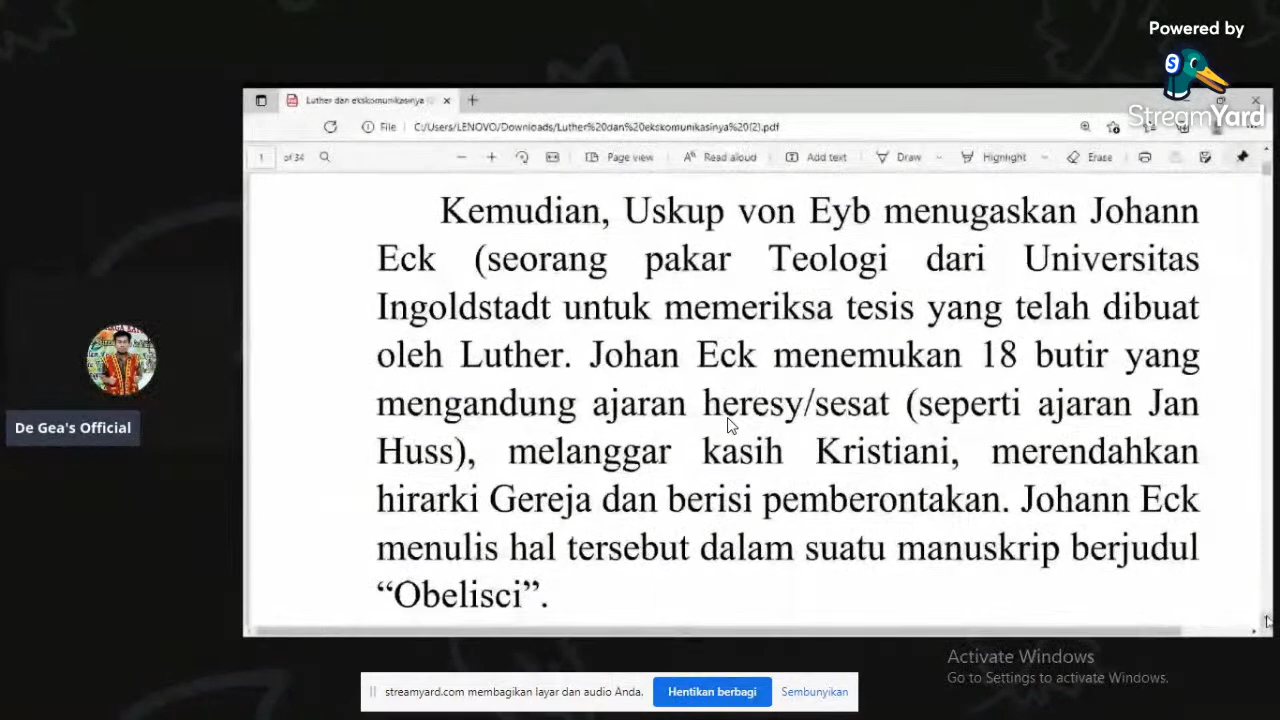 Powered by
StreamYard
Luther dan ekskomunikasinya
File C:/Users/LENOVO/Downloads/Luther%20dan%20ekskomunikasinya%20(2).pdf
1 of 34 Page view Read aloud Add text Draw Highlight Erase
Kemudian, Uskup von Eyb menugaskan Johann
Eck (seorang pakar Teologi dari Universitas
Ingoldstadt untuk memeriksa tesis yang telah dibuat
oleh Luther. Johan Eck menemukan 18 butir yang
mengandung ajaran heresy/sesat (seperti ajaran Jan
Huss), melanggar kasih Kristiani, merendahkan
hirarki Gereja dan berisi pemberontakan. Johann Eck
menulis hal tersebut dalam suatu manuskrip berjudul
“Obelisci”.
De Gea's Official
Activate Windows
Go to Settings to activate Windows.
streamyard.com membagikan layar dan audio Anda. Hentikan berbagi Sembunyikan